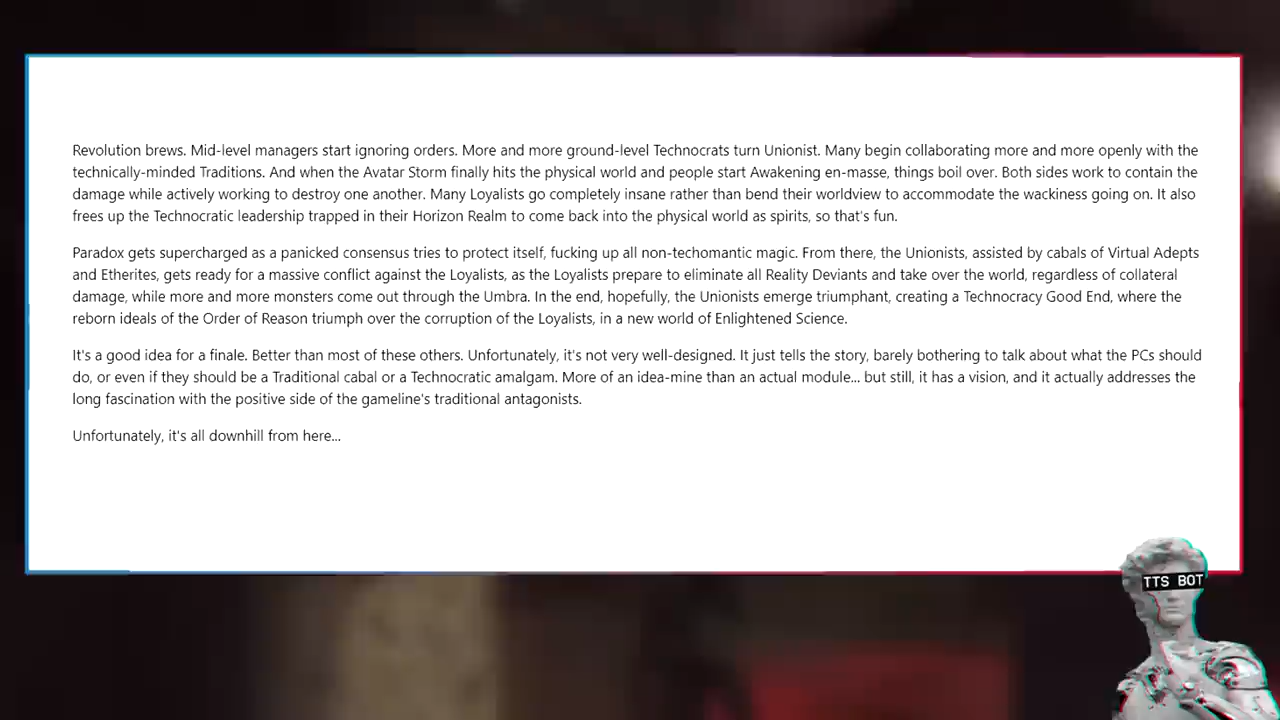 Revolution brews. Mid-level managers start ignoring orders. More and more ground-level Technocrats turn Unionist. Many begin collaborating more and more openly with the
technically-minded Traditions. And when the Avatar Storm finally hits the physical world and people start Awakening en-masse, things boil over. Both sides work to contain the
damage while actively working to destroy one another. Many Loyalists go completely insane rather than bend their worldview to accommodate the wackiness going on. It also
frees up the Technocratic leadership trapped in their Horizon Realm to come back into the physical world as spirits, so that's fun.
Paradox gets supercharged as a panicked consensus tries to protect itself, fucking up all non-techomantic magic. From there, the Unionists, assisted by cabals of Virtual Adepts
and Etherites, gets ready for a massive conflict against the Loyalists, as the Loyalists prepare to eliminate all Reality Deviants and take over the world, regardless of collateral
damage, while more and more monsters come out through the Umbra. In the end, hopefully, the Unionists emerge triumphant, creating a Technocracy Good End, where the
reborn ideals of the Order of Reason triumph over the corruption of the Loyalists, in a new world of Enlightened Science.
It's a good idea for a finale. Better than most of these others. Unfortunately, it's not very well-designed. It just tells the story, barely bothering to talk about what the PCs should
do, or even if they should be a Traditional cabal or a Technocratic amalgam. More of an idea-mine than an actual module... but still, it has a vision, and it actually addresses the
long fascination with the positive side of the gameline's traditional antagonists.
Unfortunately, it's all downhill from here...
TTS BOT